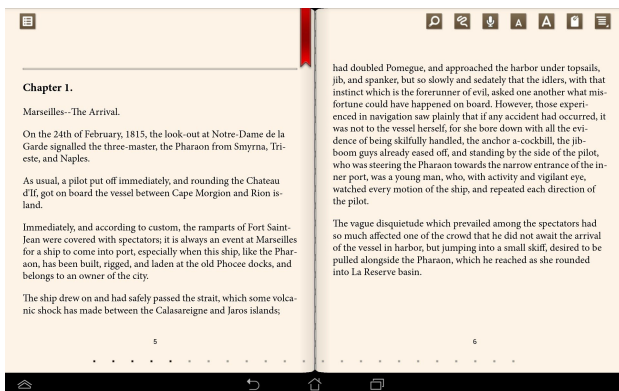 A
A
Chapter 1.
Marseilles--The Arrival.
On the 24th of February, 1815, the look-out at Notre-Dame de la
Garde signalled the three-master, the Pharaon from Smyrna, Tri-
este, and Naples.
As usual, a pilot put off immediately, and rounding the Chateau
d'If, got on board the vessel between Cape Morgion and Rion is-
land.
Immediately, and according to custom, the ramparts of Fort Saint-
Jean were covered with spectators; it is always an event at Marseilles
for a ship to come into port, especially when this ship, like the Phar-
aon, has been built, rigged, and laden at the old Phocee docks, and
belongs to an owner of the city.
The ship drew on and had safely passed the strait, which some volca-
nic shock has made between the Calasareigne and Jaros islands;
5
had doubled Pomegue, and approached the harbor under topsails,
jib, and spanker, but so slowly and sedately that the idlers, with that
instinct which is the forerunner of evil, asked one another what mis-
fortune could have happened on board. However, those experi-
enced in navigation saw plainly that if any accident had occurred, it
was not to the vessel herself, for she bore down with all the evi-
dence of being skilfully handled, the anchor a-cockbill, the jib-
boom guys already eased off, and standing by the side of the pilot,
who was steering the Pharaon towards the narrow entrance of the in-
ner port, was a young man, who, with activity and vigilant eye,
watched every motion of the ship, and repeated each direction of
the pilot.
The vague disquietude which prevailed among the spectators had
so much affected one of the crowd that he did not await the arrival
of the vessel in harbor, but jumping into a small skiff, desired to be
pulled alongside the Pharaon, which he reached as she rounded
into La Reserve basin.
6